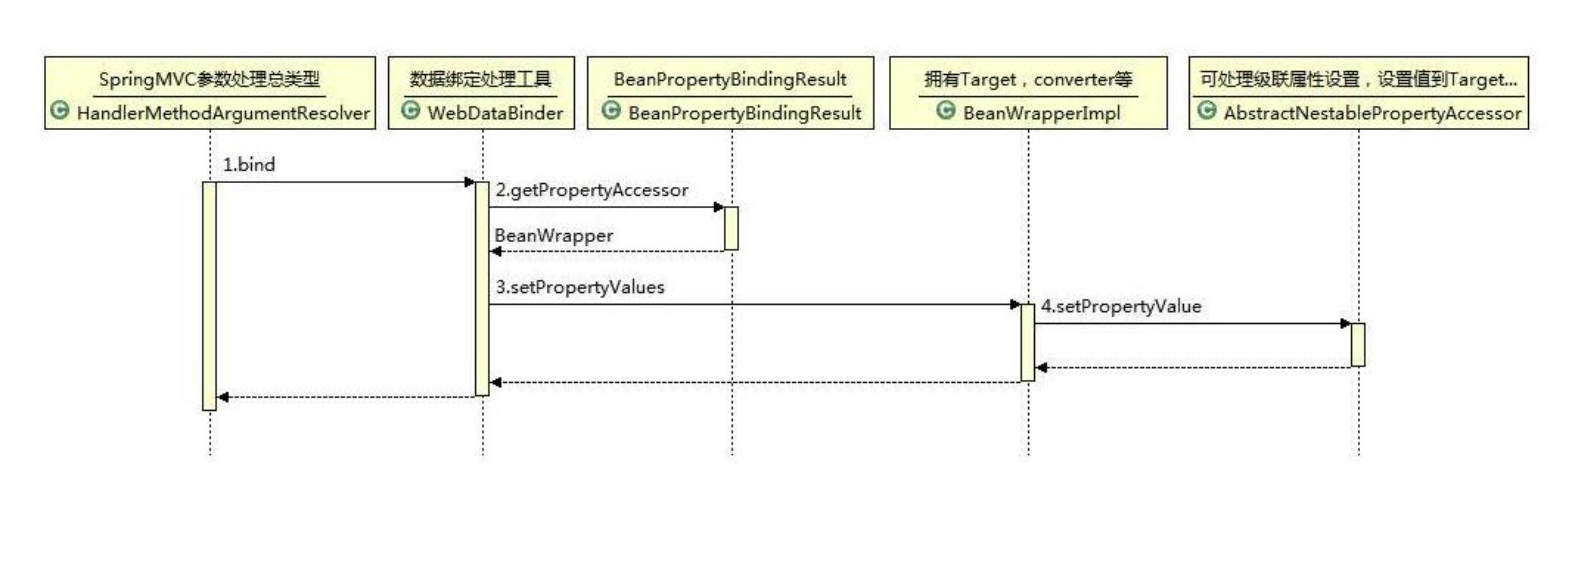 SpringMVC参数处理总类型
HandlerMethodArgumentResolver
数据绑定处理工具
WebDataBinder
BeanPropertyBindingResult
BeanPropertyBindingResult
拥有Target，converter等
BeanWrapperImpl
可处理级联属性设置，设置值到Target...
AbstractNestablePropertyAccessor
1.bind
2.getPropertyAccessor
BeanWrapper
3.setPropertyValues
4.setPropertyValue